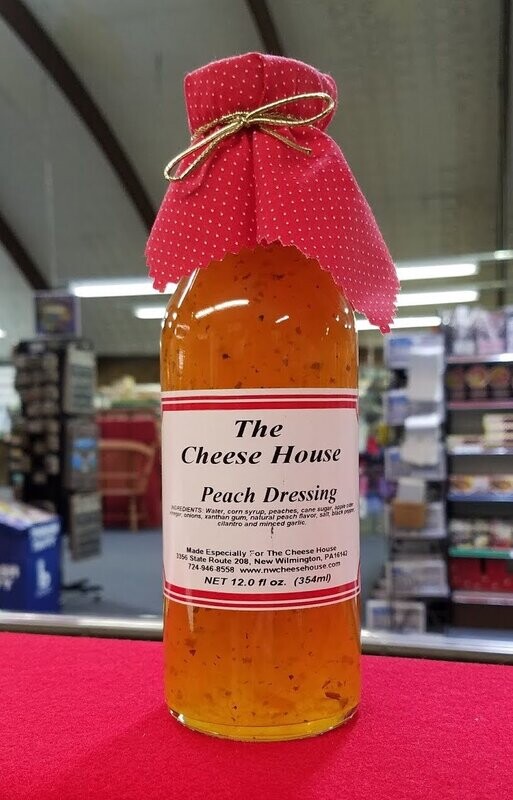 The
Cheese House
Peach Dressing
INGREDIENTS: Water, corn syrup, peaches, cane sugar, apple cider
vinegar, onions, xanthan gum, natural peach flavor, salt, black pepper,
cilantro and minced garlic.
Made Especially For The Cheese House
3356 State Route 208, New Wilmington, PA16142
724-946-8558 www.nwcheesehouse.com
NET 12.0 fl oz. (354ml)